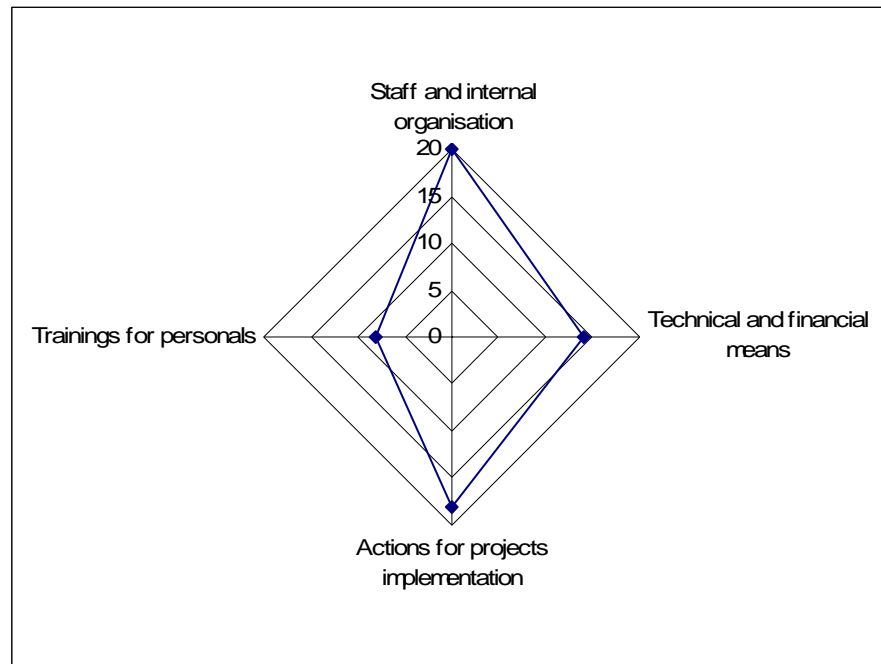 Staff and internal
organisation
20
15
10
5
0
Trainings for personals
Technical and financial
means
Actions for projects
implementation